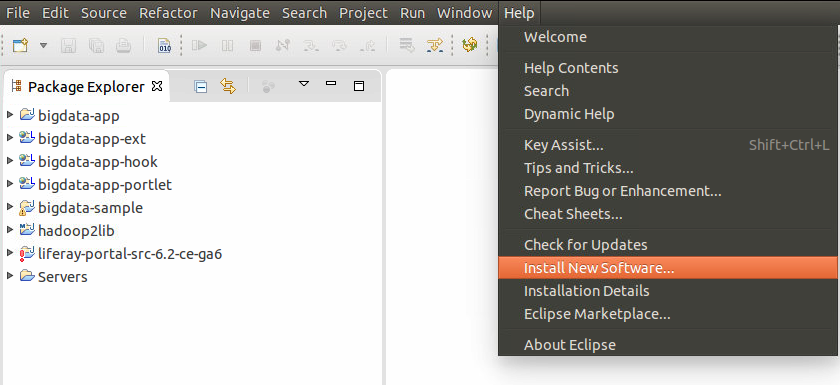 File Edit Source Refactor Navigate Search Project Run Window Help
010
Package Explorer
bigdata-app
bigdata-app-ext
bigdata-app-hook
bigdata-app-portlet
bigdata-sample
hadoop2lib
liferay-portal-src-6.2-ce-ga6
Servers
Welcome
Help Contents
Search
Dynamic Help
Key Assist... Shift+Ctrl+L
Tips and Tricks...
Report Bug or Enhancement...
Cheat Sheets...
Check for Updates
Install New Software...
Installation Details
Eclipse Marketplace...
About Eclipse